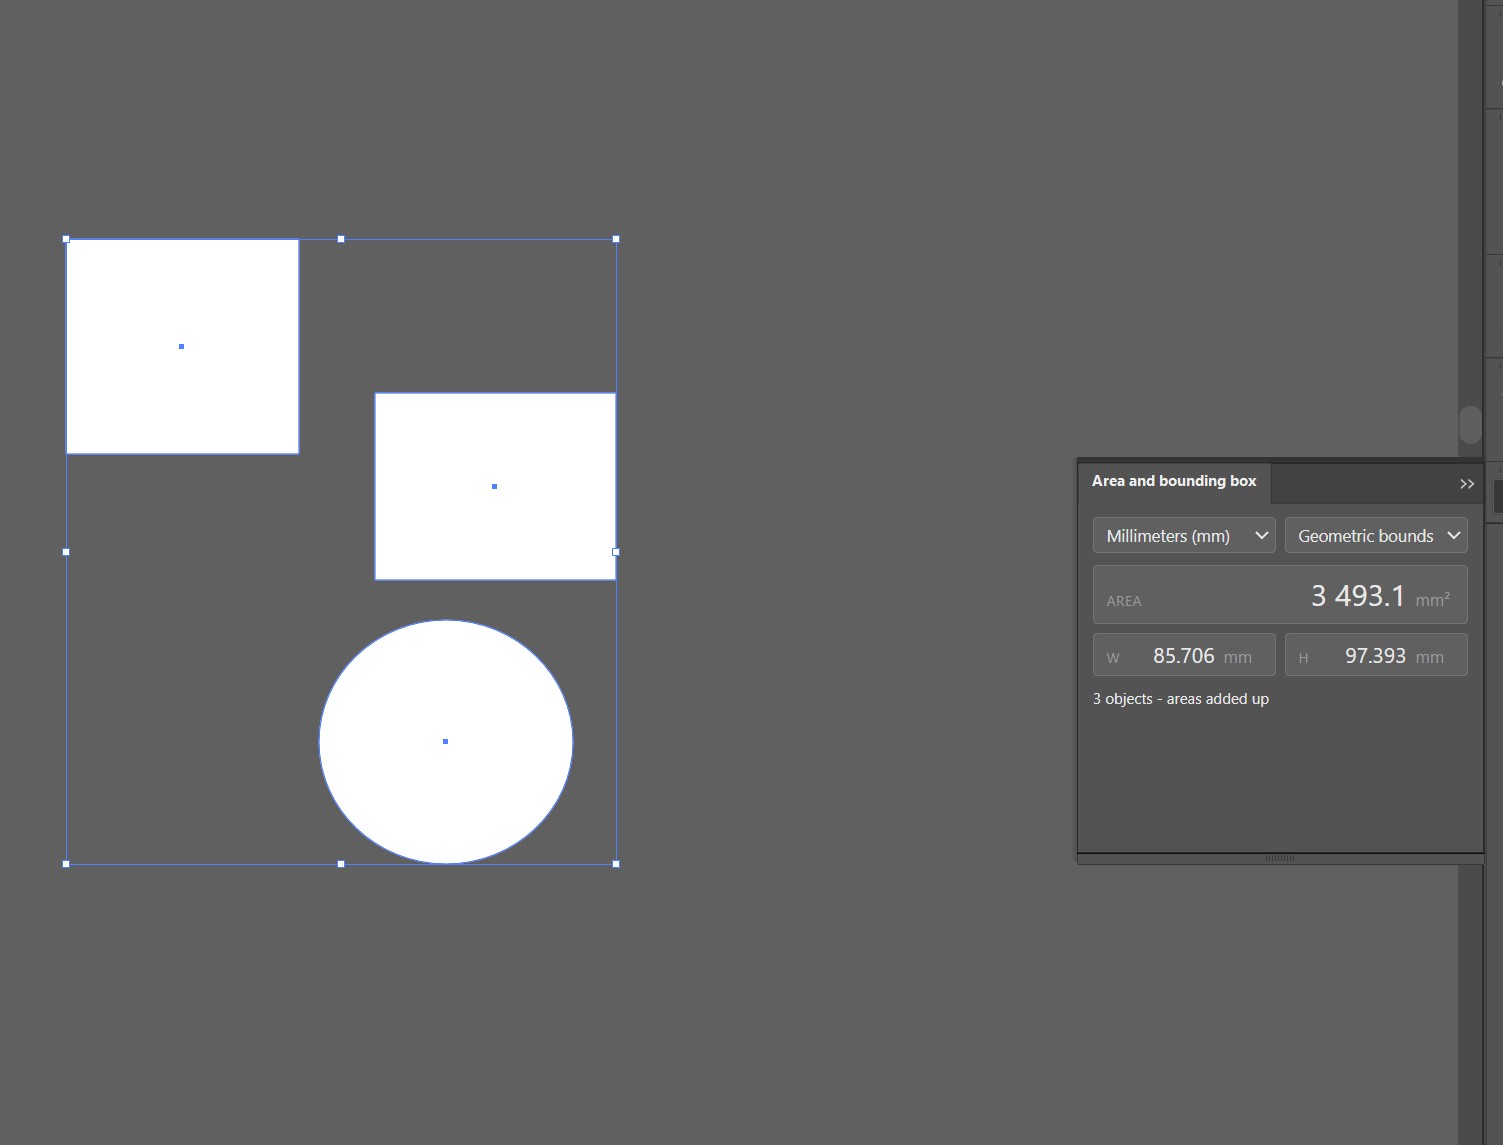 Area and bounding box
Millimeters (mm) Geometric bounds
AREA 3 493.1 mm²
W 85.706 mm H 97.393 mm
3 objects - areas added up